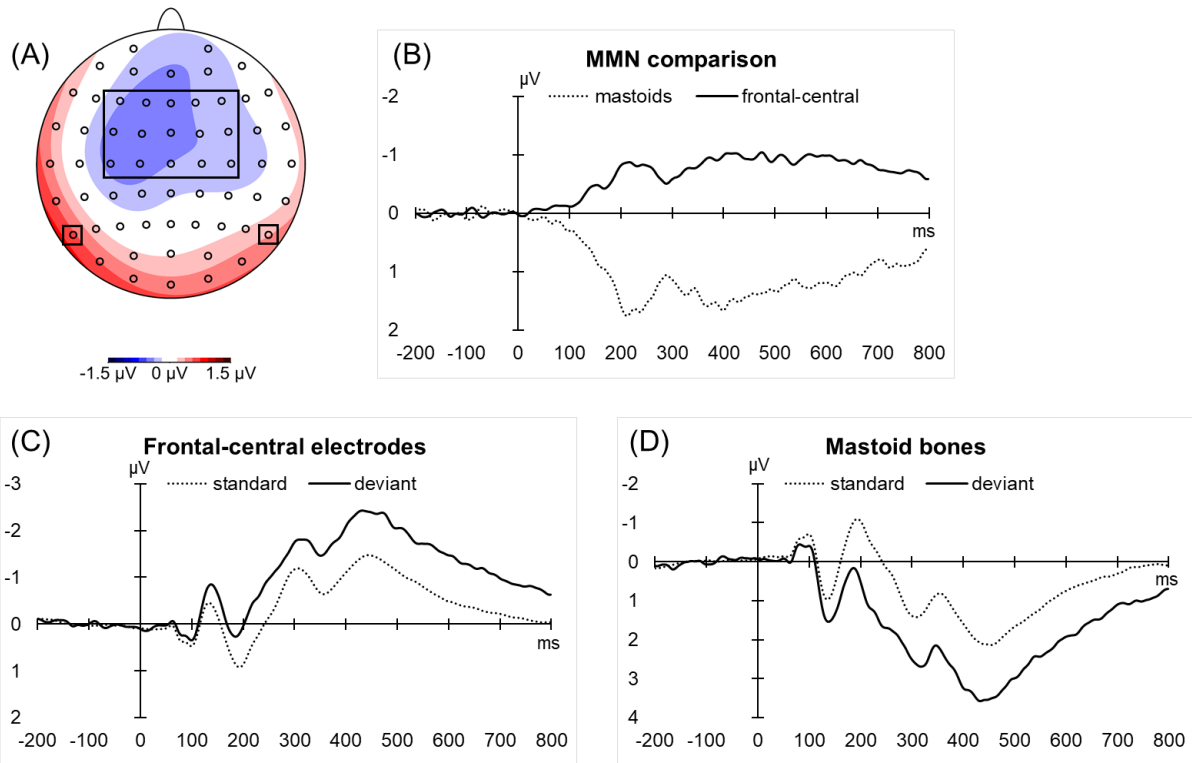 (A)
-1.5 µV 0 µV 1.5 µV
(B)
MMN comparison
µV
mastoids frontal-central
-2
-1
0
1
2
ms
-200 -100 0 100 200 300 400 500 600 700 800
(C)
Frontal-central electrodes
µV
standard deviant
-3
-2
-1
0
1
2
ms
-200 -100 0 100 200 300 400 500 600 700 800
(D)
Mastoid bones
µV
standard deviant
-2
-1
0
1
2
3
4
ms
-200 -100 0 100 200 300 400 500 600 700 800